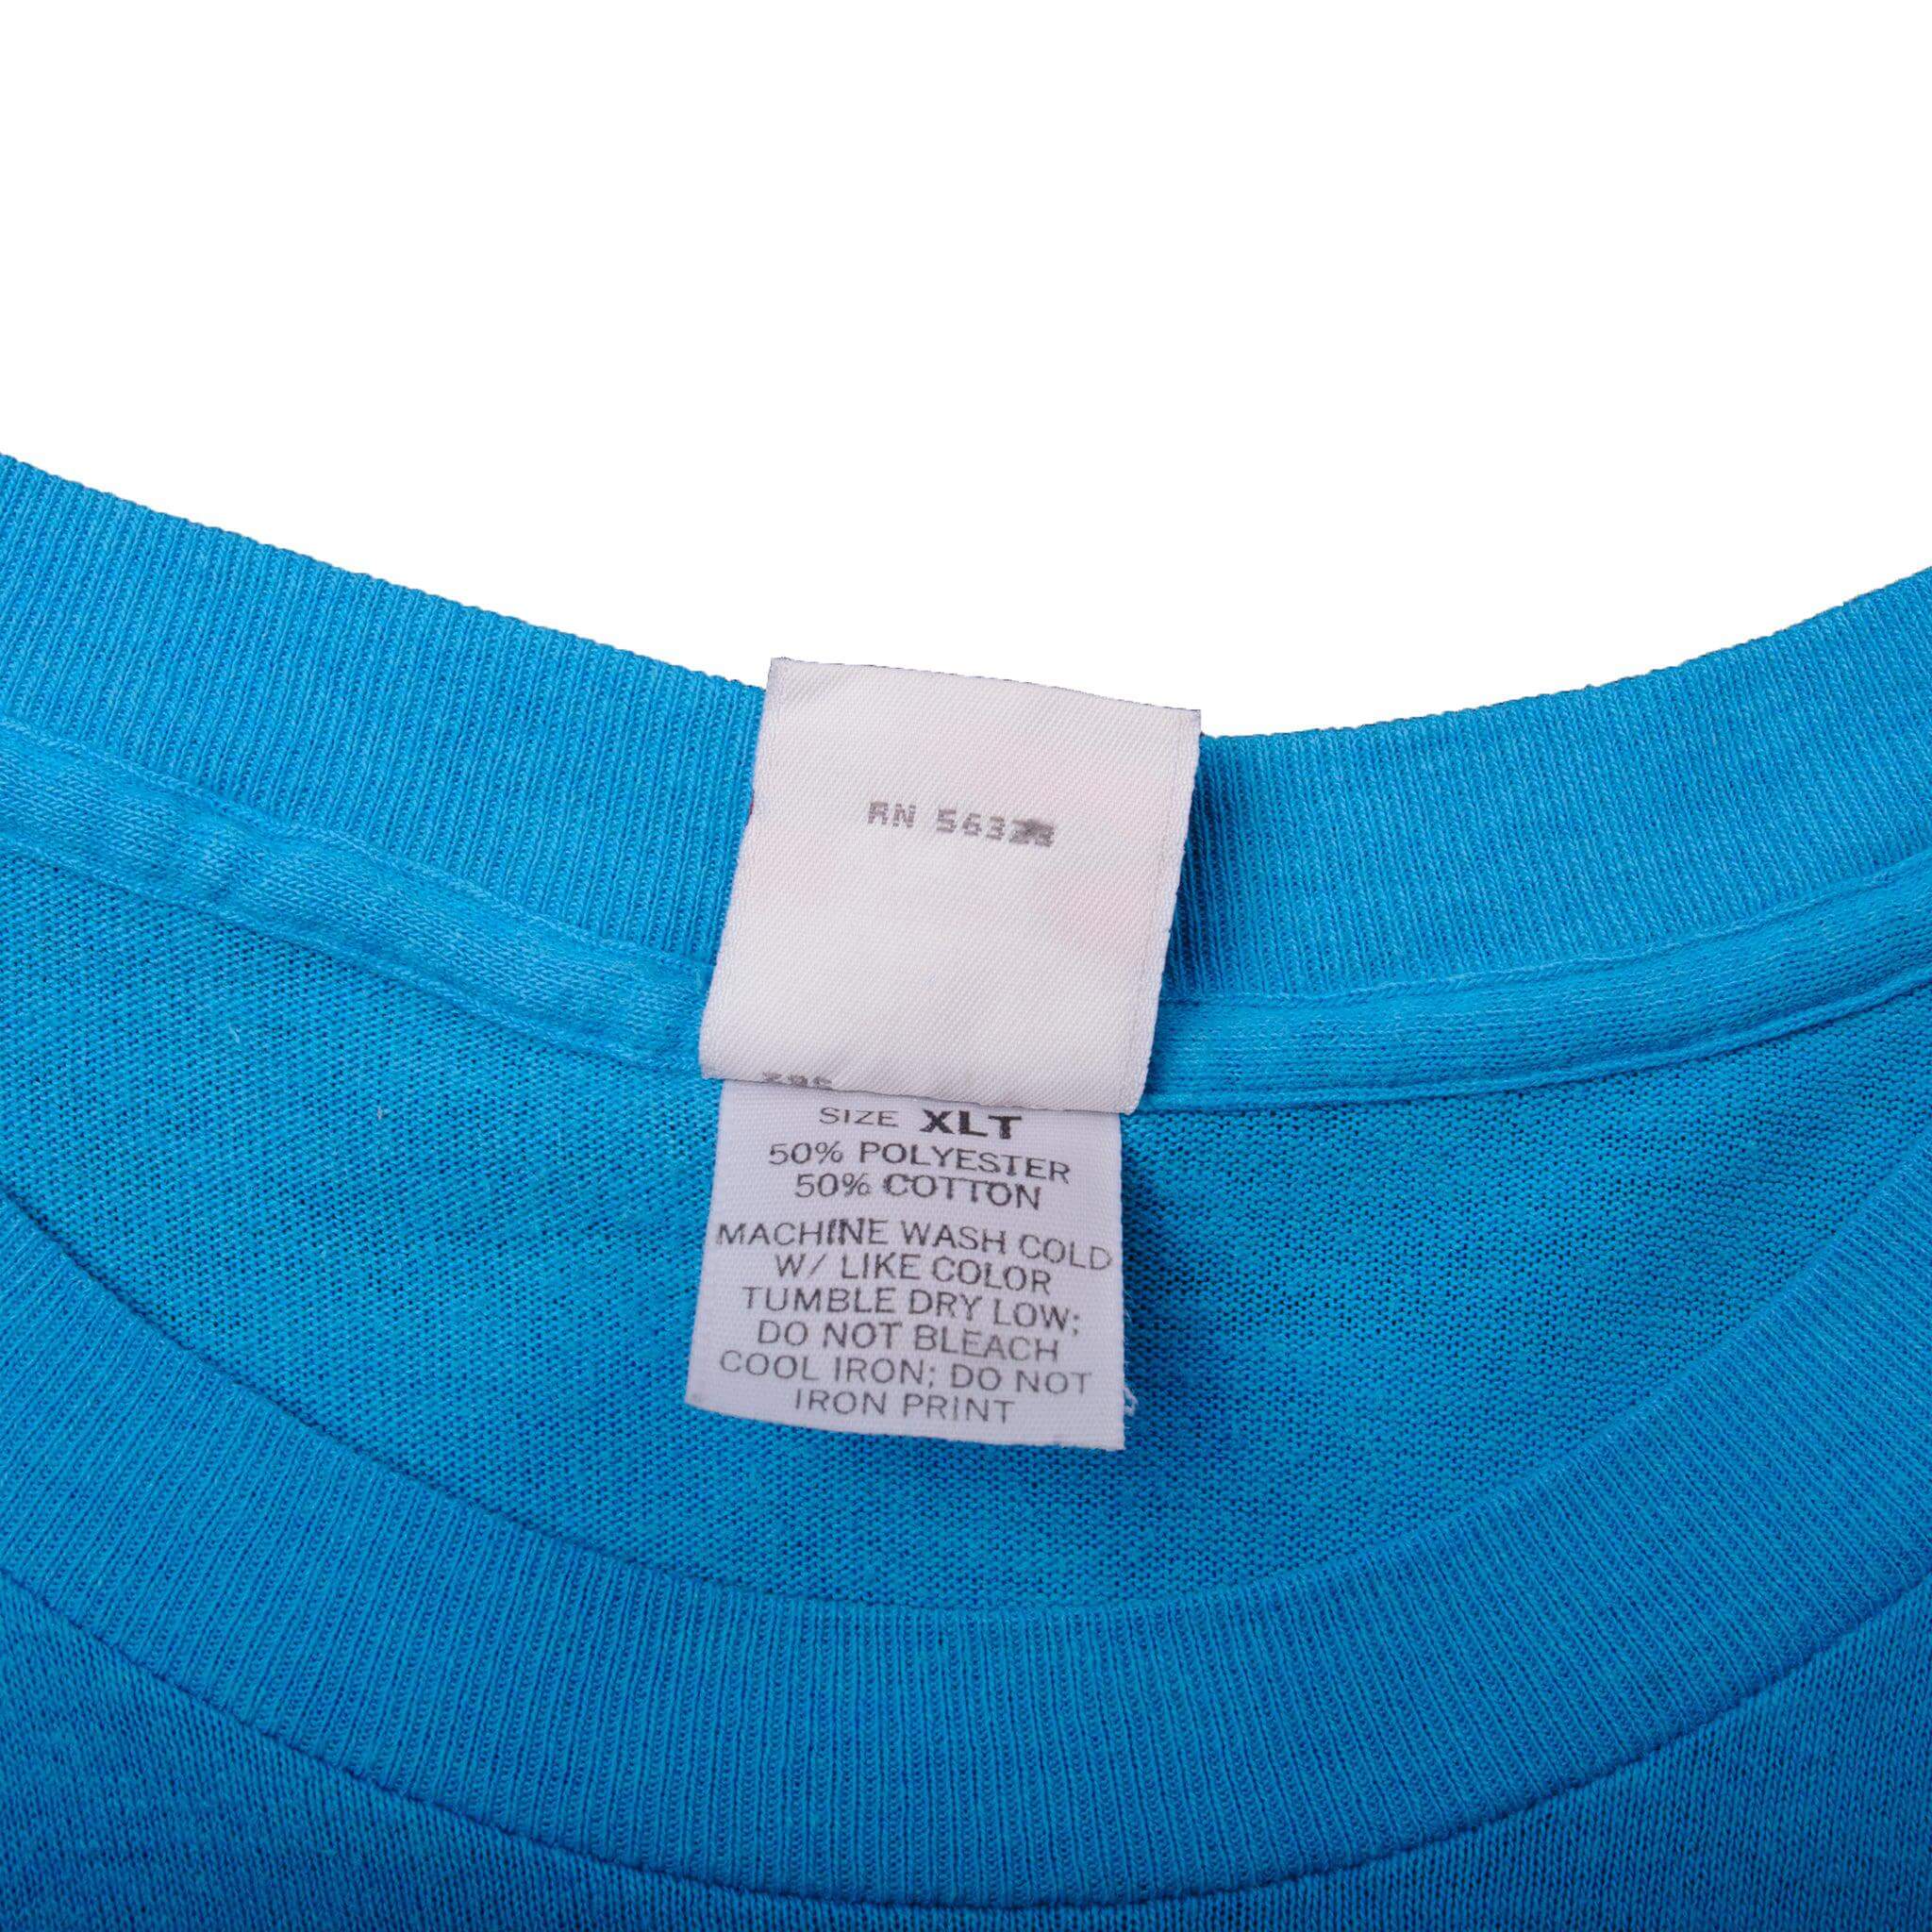 RN
SIZE XLT
50% POLYESTER
50% COTTON
MACHINE WASH COLD
W/ LIKE COLOR
TUMBLE DRY LOW;
DO NOT BLEACH
COOL IRON; DO NOT
IRON PRINT